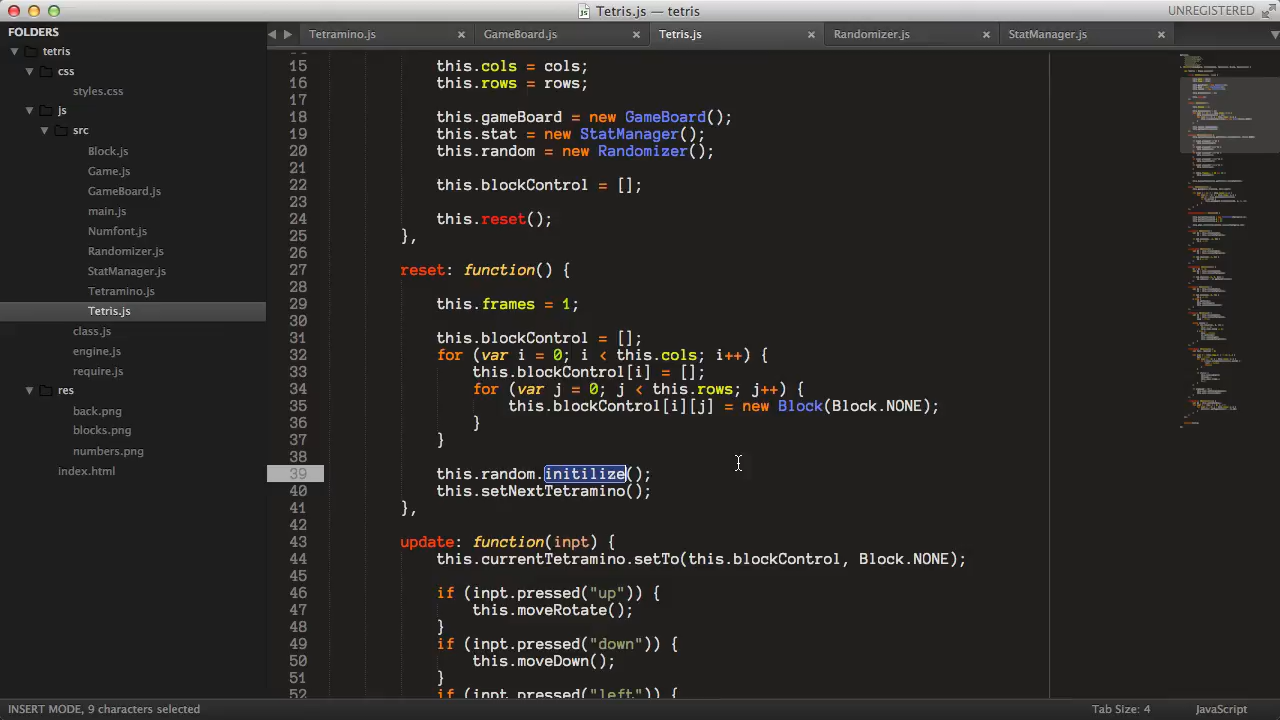 Tetris.js — tetris
UNREGISTERED
FOLDERS
tetris
css
styles.css
js
src
Block.js
Game.js
GameBoard.js
main.js
Numfont.js
Randomizer.js
StatManager.js
Tetramino.js
Tetris.js
class.js
engine.js
require.js
res
back.png
blocks.png
numbers.png
index.html
Tetramino.js × GameBoard.js × Tetris.js × Randomizer.js × StatManager.js ×
15 this.cols = cols;
16 this.rows = rows;
17
18 this.gameBoard = new GameBoard();
19 this.stat = new StatManager();
20 this.random = new Randomizer();
21
22 this.blockControl = [];
23
24 this.reset();
25 },
26
27 reset: function() {
28
29 this.frames = 1;
30
31 this.blockControl = [];
32 for (var i = 0; i < this.cols; i++) {
33 this.blockControl[i] = [];
34 for (var j = 0; j < this.rows; j++) {
35 this.blockControl[i][j] = new Block(Block.NONE);
36 }
37 }
38
39 this.random.initilize();
40 this.setNextTetramino();
41 },
42
43 update: function(inpt) {
44 this.currentTetramino.setTo(this.blockControl, Block.NONE);
45
46 if (inpt.pressed("up")) {
47 this.moveRotate();
48 }
49 if (inpt.pressed("down")) {
50 this.moveDown();
51 }
52 if (inpt.pressed("left")) {
INSERT MODE, 9 characters selected
Tab Size: 4
JavaScript